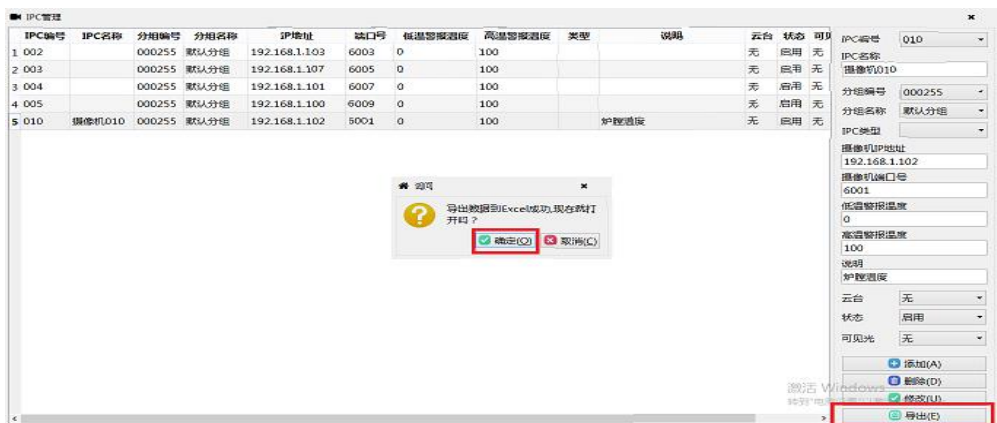 IPC管理
IPC编号 IPC名称 分组编号 分组名称 IP地址 端口号 低温警报温度 高温警报温度 类型 说明 云台 状态 可见
1 002 000255 默认分组 192.168.1.103 6003 0 100 无 启用 无
2 003 000255 默认分组 192.168.1.107 6005 0 100 无 启用 无
3 004 000255 默认分组 192.168.1.101 6007 0 100 无 启用 无
4 005 000255 默认分组 192.168.1.100 6009 0 100 无 启用 无
5 010 摄像机010 000255 默认分组 192.168.1.102 6001 0 100 炉膛温度 无 启用 无
询问
导出数据到Excel成功,现在就打
开吗?
确定(O) 取消(C)
IPC编号 010
IPC名称
摄像机010
分组编号 000255
分组名称 默认分组
IPC类型
摄像机IP地址
192.168.1.102
摄像机端口号
6001
低温警报温度
0
高温警报温度
100
说明
炉膛温度
云台 无
状态 启用
可见光 无
添加(A)
删除(D)
修改(U)
导出(E)
激活 Windows